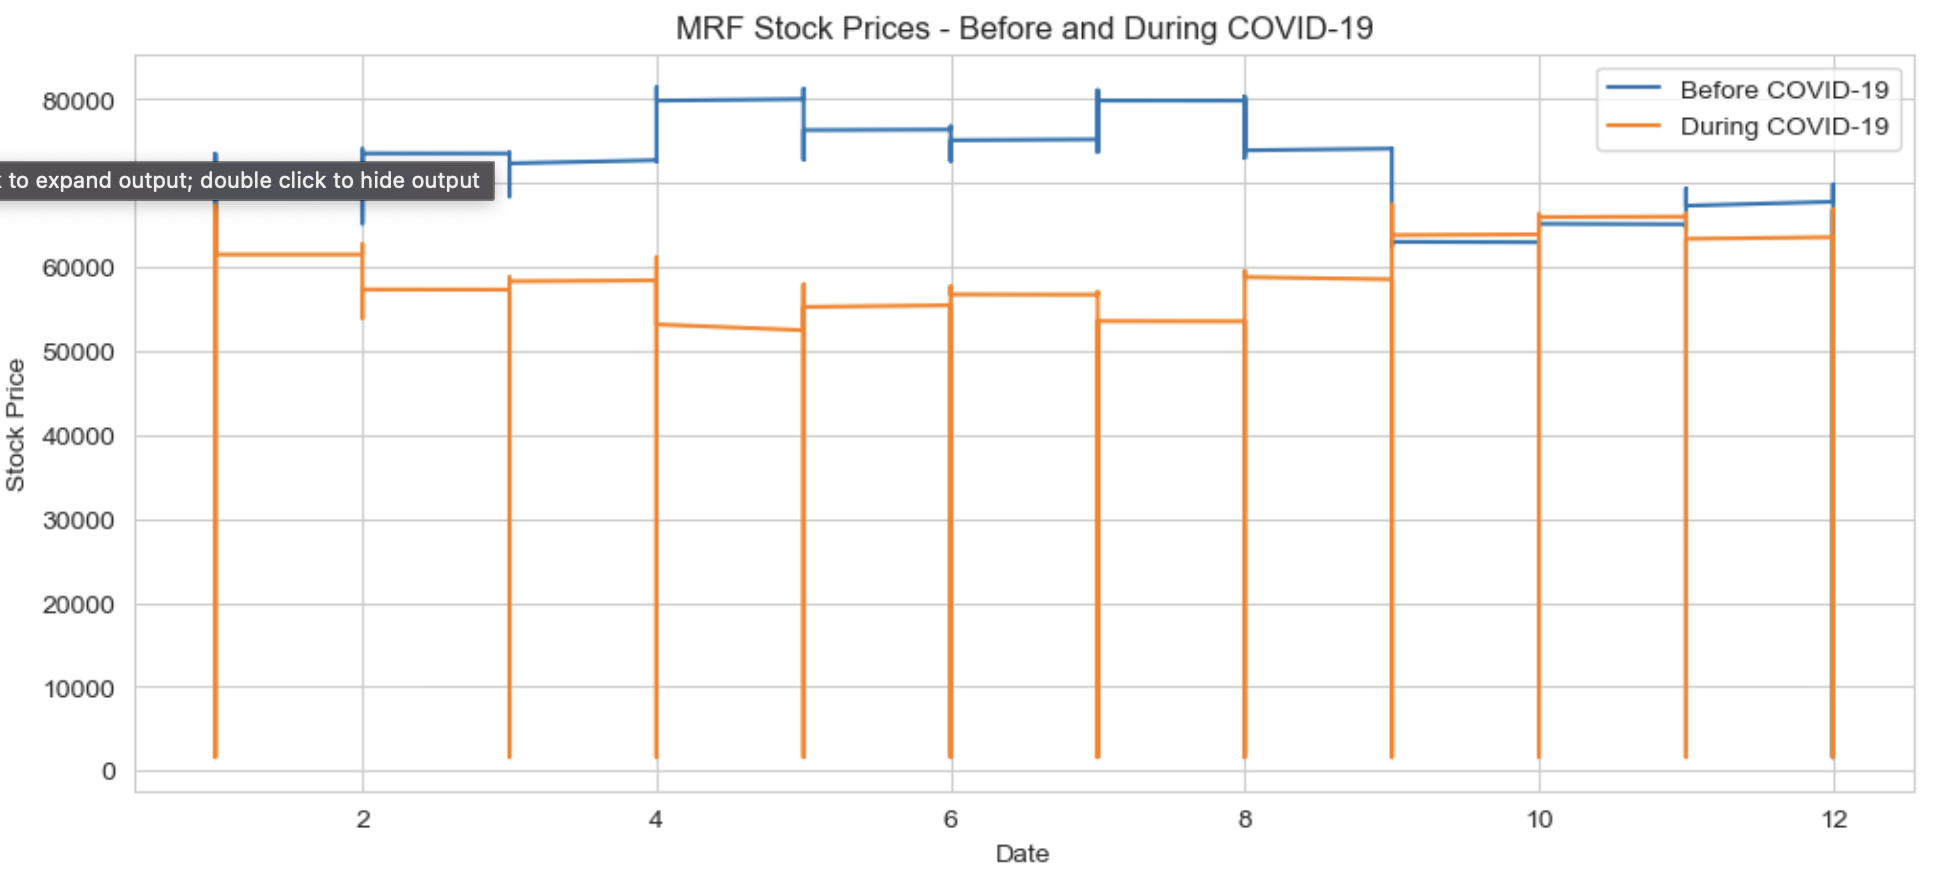 MRF Stock Prices - Before and During COVID-19
Before COVID-19
During COVID-19
to expand output; double click to hide output
80000
60000
50000
40000
30000
20000
10000
0
Stock Price
2
4
6
8
10
12
Date